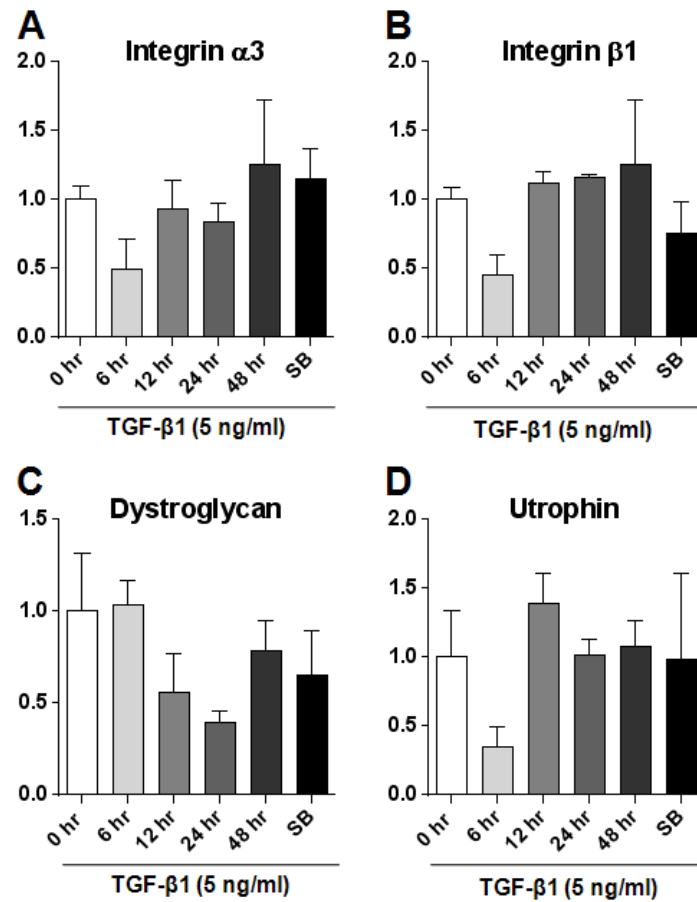 A
Integrin α3
2.0
1.5
1.0
0.5
0.0
0 hr 6 hr 12 hr 24 hr 48 hr SB
TGF-β1 (5 ng/ml)
B
Integrin β1
2.0
1.5
1.0
0.5
0.0
0 hr 6 hr 12 hr 24 hr 48 hr SB
TGF-β1 (5 ng/ml)
C
Dystroglycan
1.5
1.0
0.5
0.0
0 hr 6 hr 12 hr 24 hr 48 hr SB
TGF-β1 (5 ng/ml)
D
Utrophin
2.0
1.5
1.0
0.5
0.0
0 hr 6 hr 12 hr 24 hr 48 hr SB
TGF-β1 (5 ng/ml)